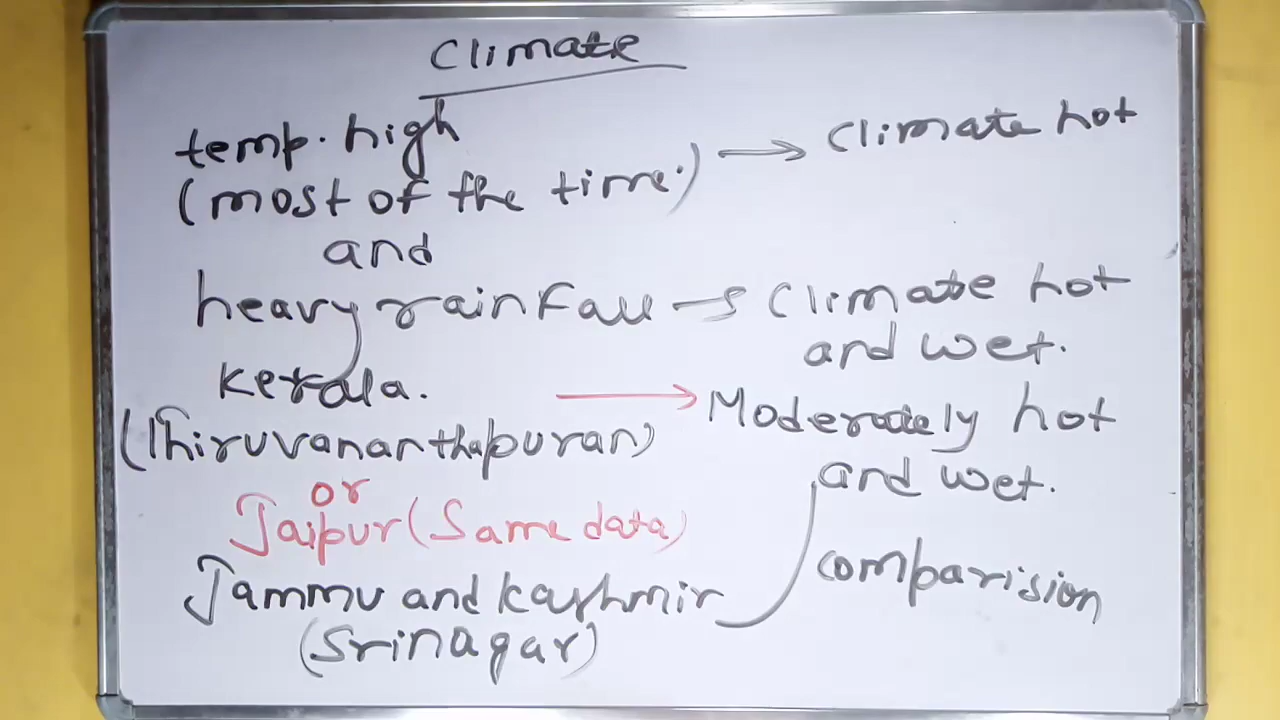 Climate
temp. high
(most of the time.) → Climate hot
and
heavy rainfall → Climate hot
and wet.
Kerala.
(Thiruvananthapuran) → Moderately hot
and wet.
or
Jaipur (Same data)
Jammu and Kashmir
(Srinagar)
comparision